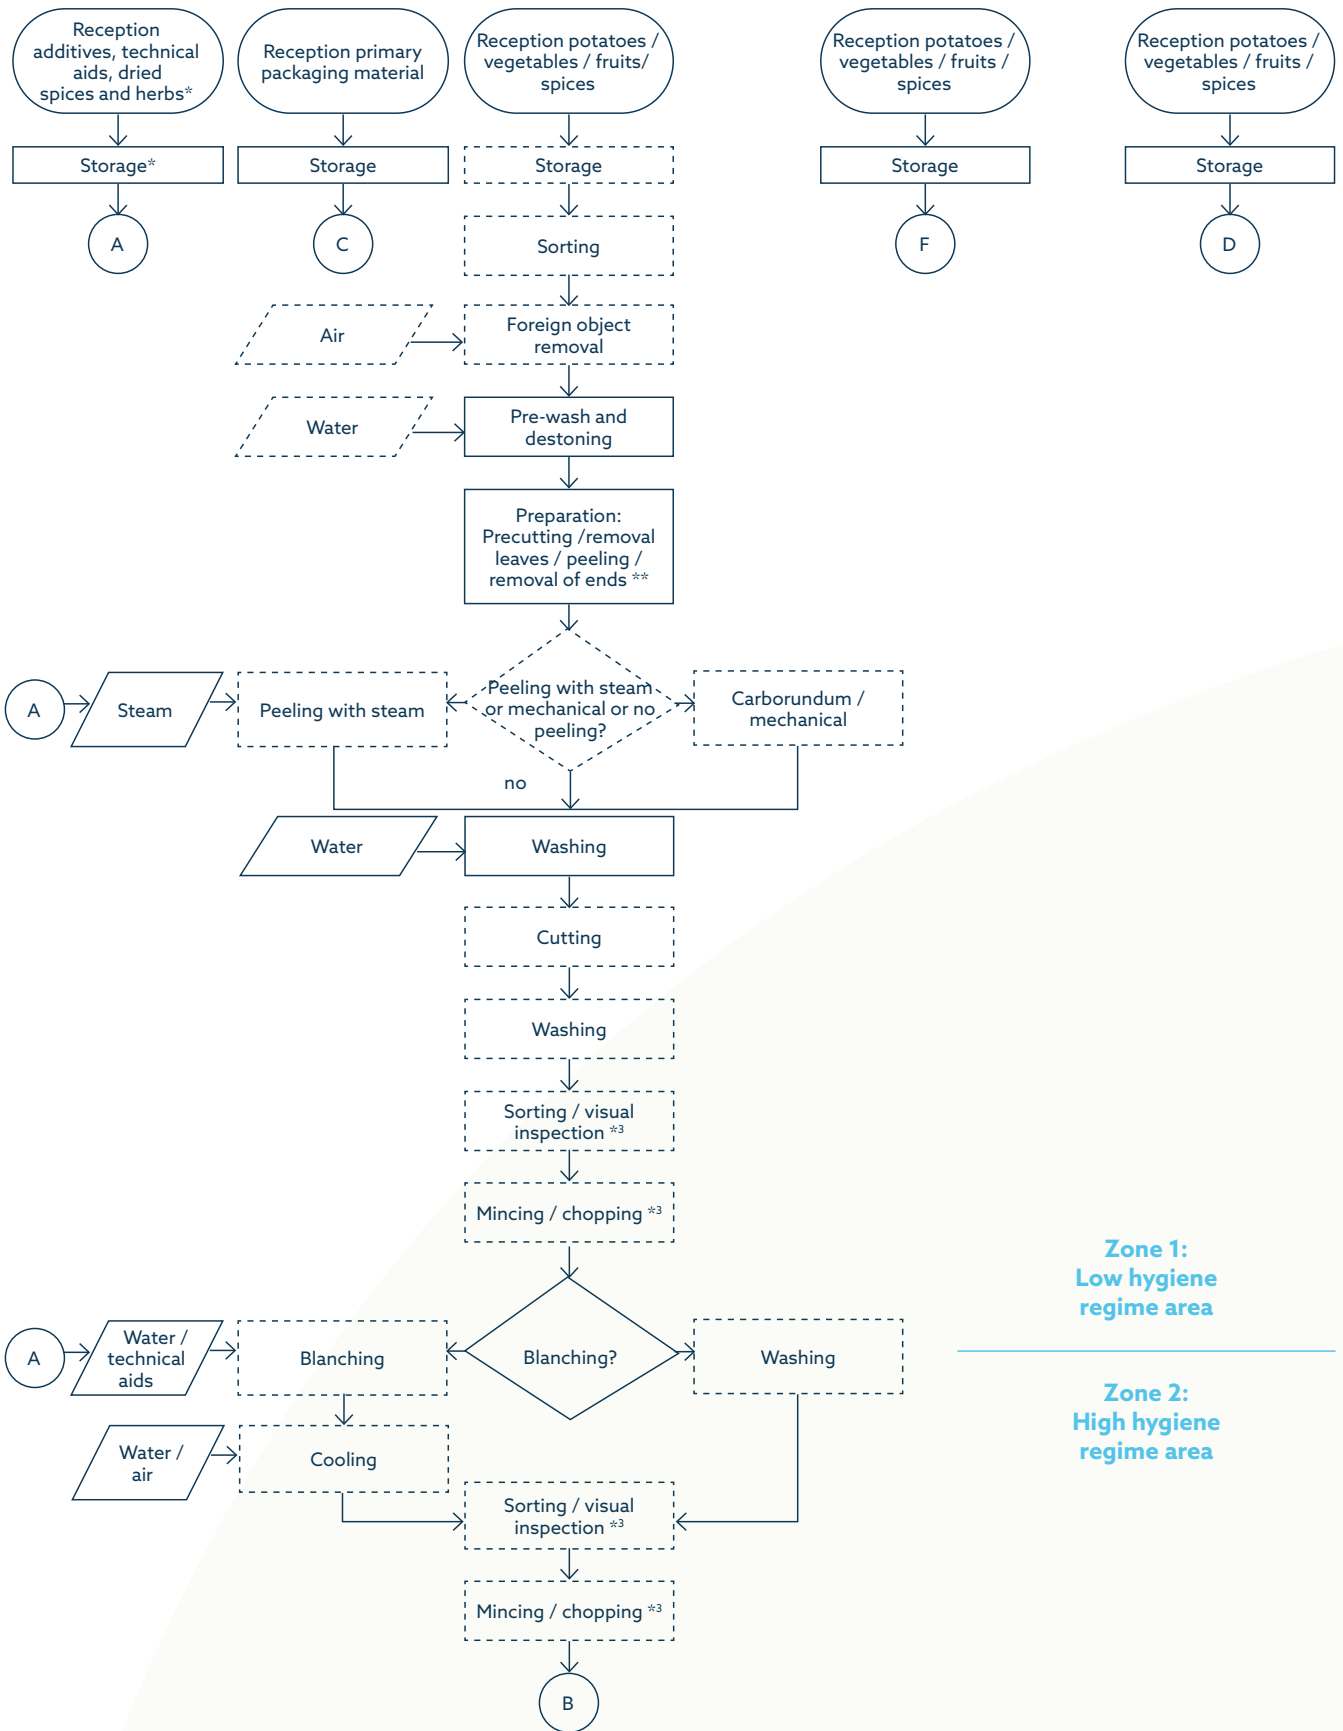 Reception
additives, technical
aids, dried
spices and herbs*
Reception primary
packaging material
Reception potatoes /
vegetables / fruits/
spices
Reception potatoes /
vegetables / fruits /
spices
Reception potatoes /
vegetables / fruits /
spices
Storage*
Storage
Storage
Storage
Storage
A
C
F
D
Sorting
Air
Foreign object
removal
Water
Pre-wash and
destoning
Preparation:
Precutting /removal
leaves / peeling /
removal of ends **
A
Steam
Peeling with steam
Peeling with steam
or mechanical or no
peeling?
Carborundum /
mechanical
no
Water
Washing
Cutting
Washing
Sorting / visual
inspection *3
Mincing / chopping *3
Zone 1:
Low hygiene
regime area
A
Water /
technical
aids
Blanching
Blanching?
Washing
Zone 2:
High hygiene
regime area
Water /
air
Cooling
Sorting / visual
inspection *3
Mincing / chopping *3
B